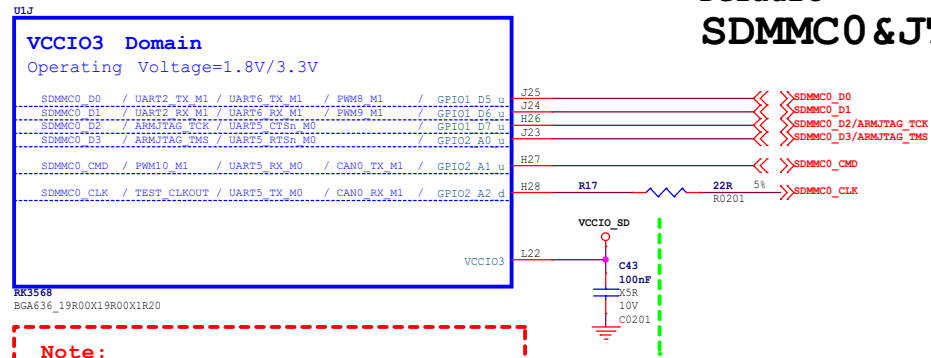 U1J
SDMMC0&J
VCCIO3 Domain
Operating Voltage=1.8V/3.3V
SDMMC0_D0 / UART2_TX_M1 / UART6_TX_M1 / PWM8_M1 / GPIO1_D5_u J25 SDMMC0_D0
SDMMC0_D1 / UART2_RX_M1 / UART6_RX_M1 / PWM9_M1 / GPIO1_D6_u J24 SDMMC0_D1
SDMMC0_D2 / ARMJTAG_TCK / UART5_CTSn_M0 / GPIO1_D7_u H26 SDMMC0_D2/ARMJTAG_TCK
SDMMC0_D3 / ARMJTAG_TMS / UART5_RTSn_M0 / GPIO2_A0_u J23 SDMMC0_D3/ARMJTAG_TMS
SDMMC0_CMD / PWM10_M1 / UART5_RX_M0 / CAN0_TX_M1 / GPIO2_A1_u H27 SDMMC0_CMD
SDMMC0_CLK / TEST_CLKOUT / UART5_TX_M0 / CAN0_RX_M1 / GPIO2_A2_d H28 R17 22R 5% SDMMC0_CLK
R0201
VCCIO_SD
VCCIO3 L22
C43
100nF
X5R
10V
C0201
RK3568
BGA636_19R00X19R00X1R20
Note: